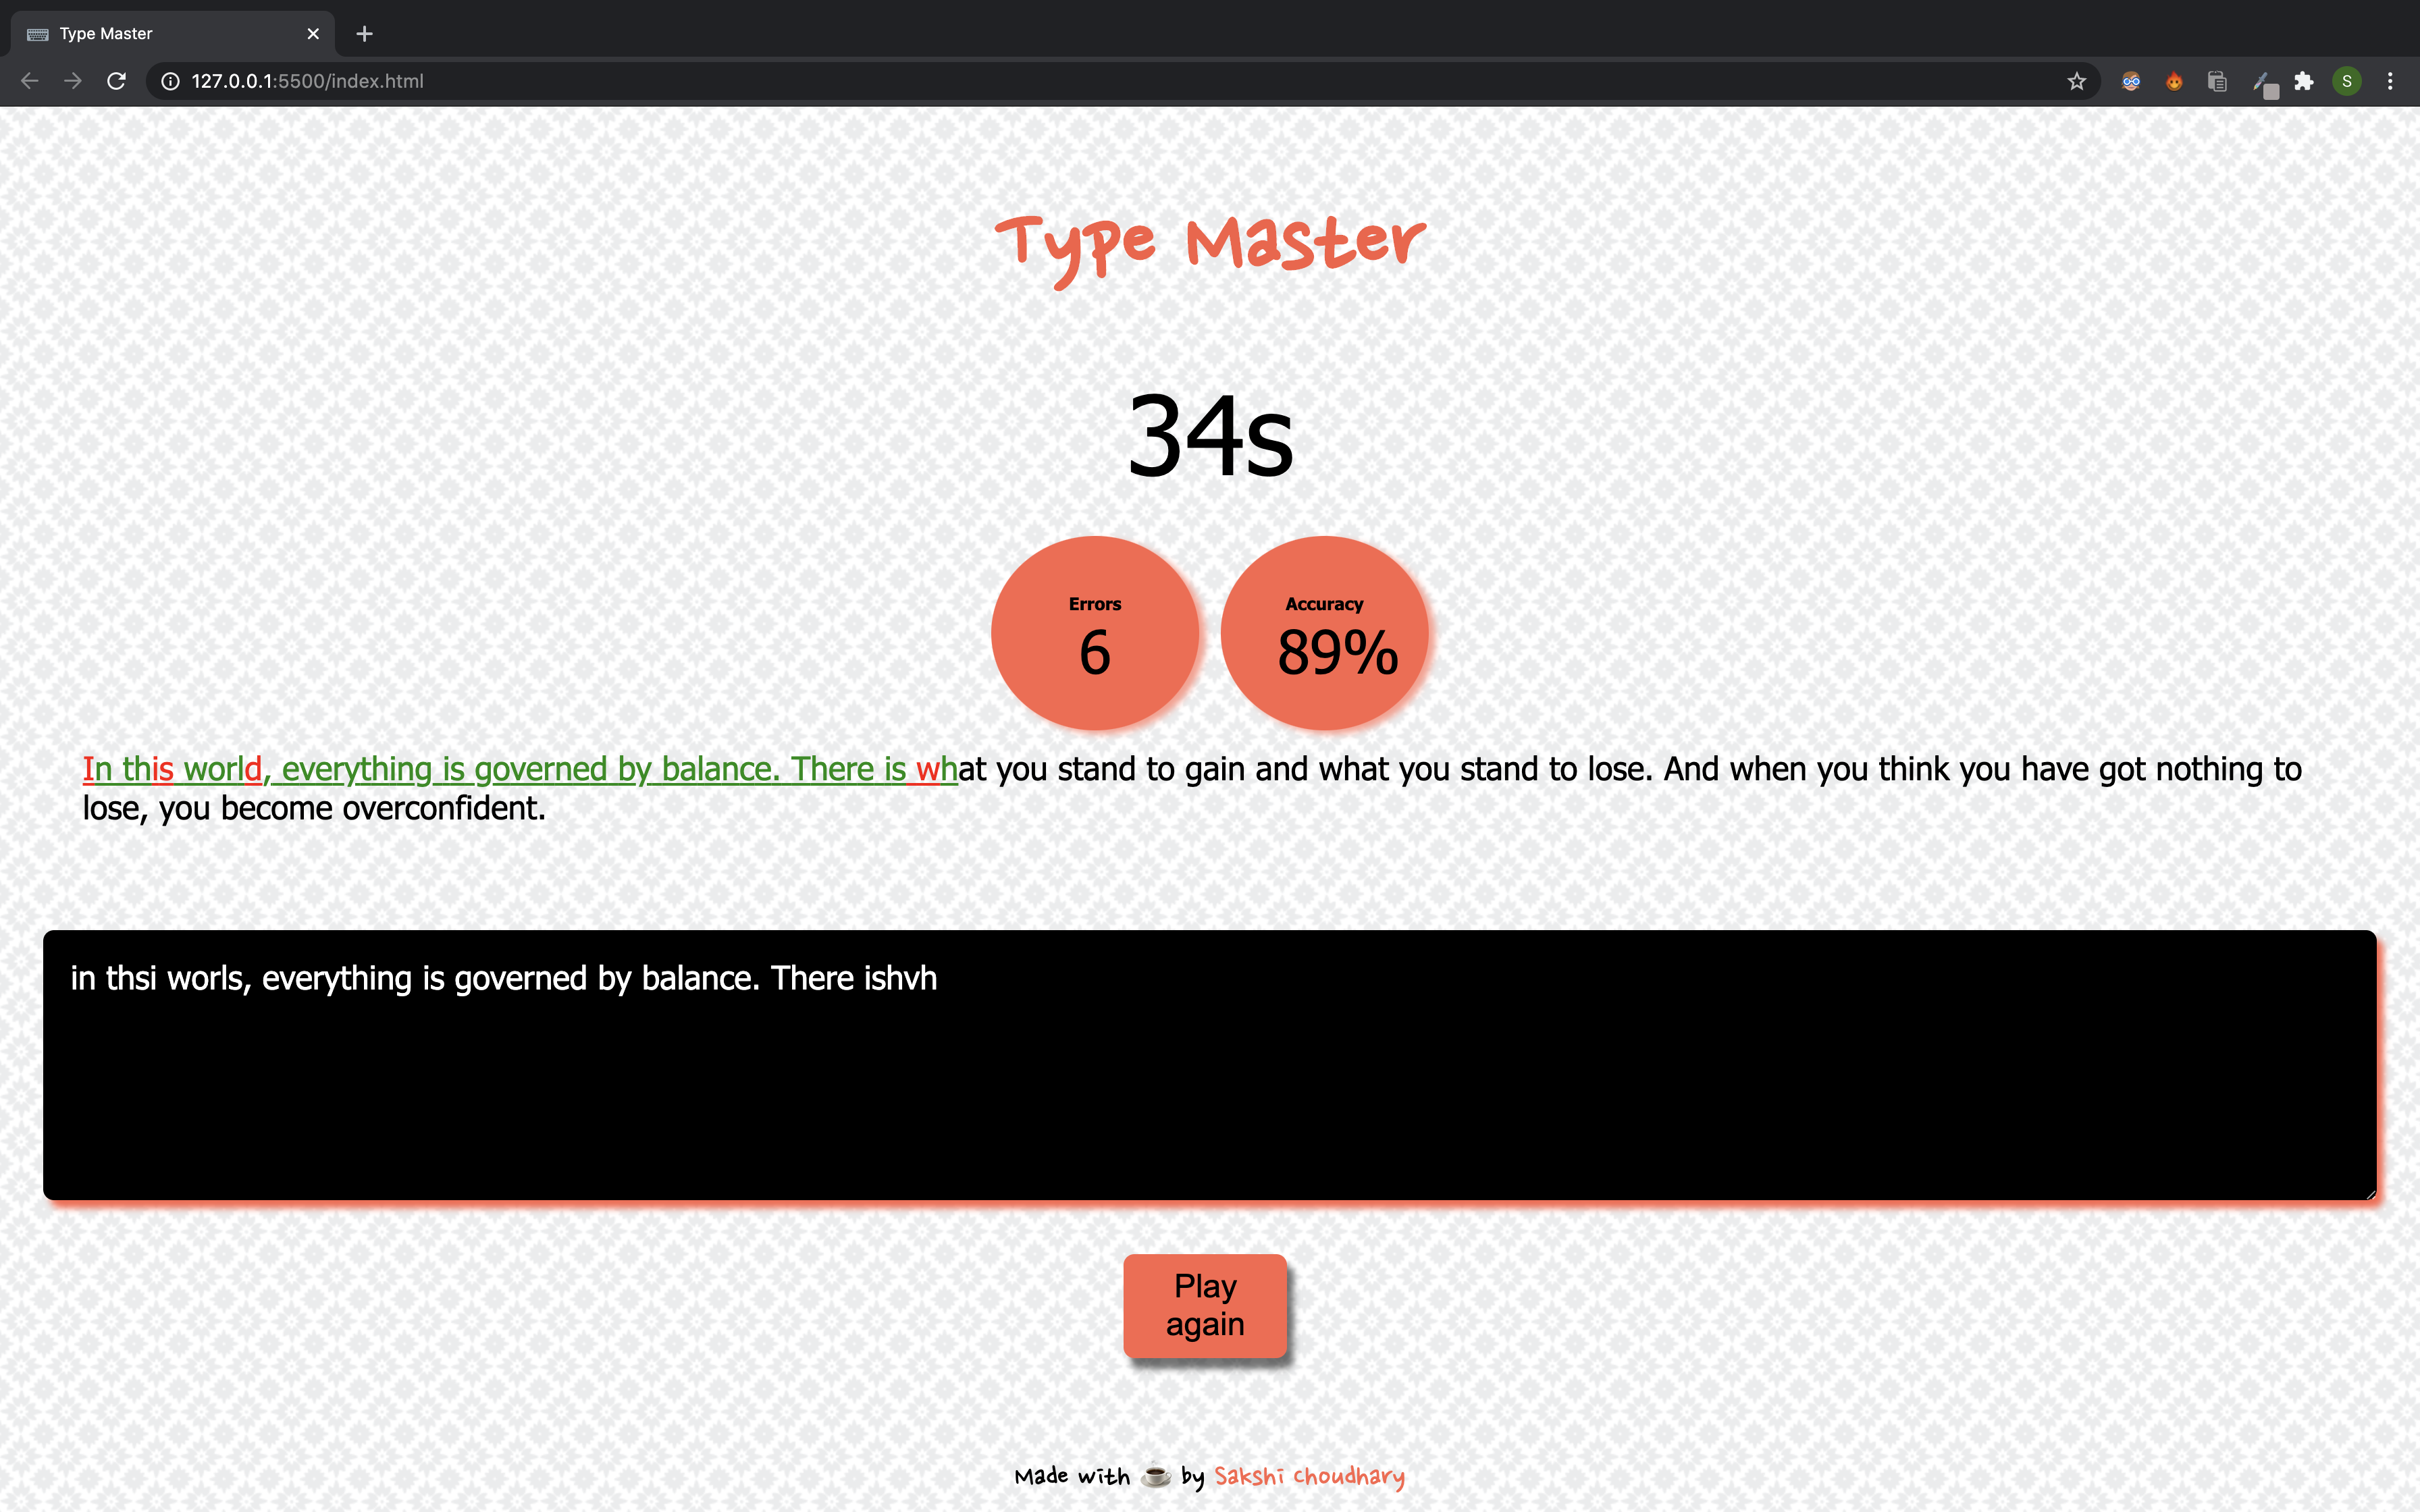 Type Master
127.0.0.1:5500/index.html
S
Type Master
34s
Errors
6
Accuracy
89%
In this world, everything is governed by balance. There is what you stand to gain and what you stand to lose. And when you think you have got nothing to
lose, you become overconfident.
in thsi worls, everything is governed by balance. There ishvh
Play
again
Made with ☕ by Sakshi Choudhary